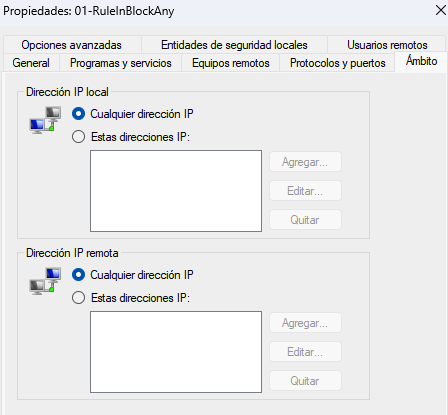 Propiedades: 01-RuleInBlockAny
Opciones avanzadas Entidades de seguridad locales Usuarios remotos
General Programas y servicios Equipos remotos Protocolos y puertos Ámbito
Dirección IP local
Cualquier dirección IP
Estas direcciones IP:
Agregar...
Editar...
Quitar
Dirección IP remota
Cualquier dirección IP
Estas direcciones IP:
Agregar...
Editar...
Quitar